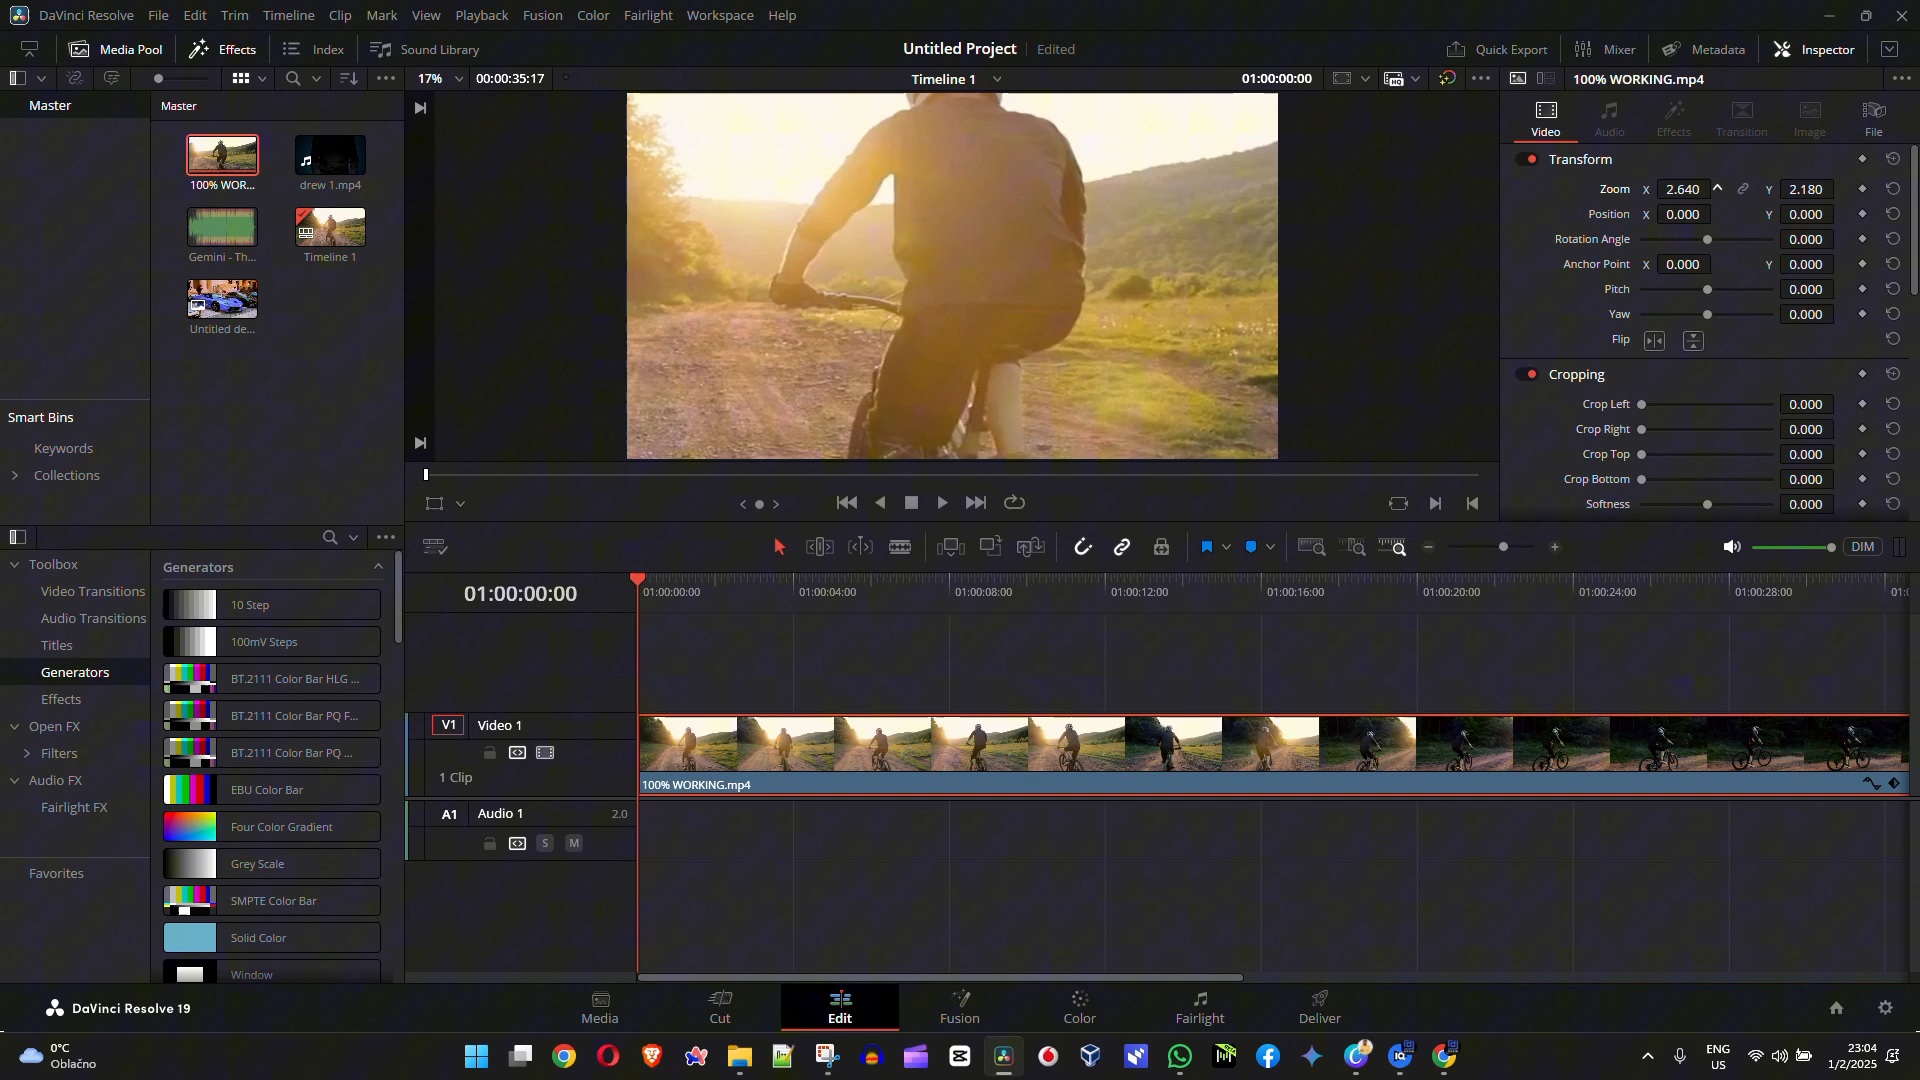 DaVinci Resolve File Edit Trim Timeline Clip Mark View Playback Fusion Color Fairlight Workspace Help
Media Pool Effects Index Sound Library Untitled Project Edited Quick Export Mixer Metadata Inspector
17% 00:00:35:17 Timeline 1 01:00:00:00 100% WORKING.mp4
Master
Master
100% WOR...
drew 1.mp4
Gemini - Th...
Timeline 1
Untitled de...
Smart Bins
Keywords
Collections
Video Audio Effects Transition Image File
Transform
Zoom X 2.640 Y 2.180
Position X 0.000 Y 0.000
Rotation Angle 0.000
Anchor Point X 0.000 Y 0.000
Pitch 0.000
Yaw 0.000
Flip
Cropping
Crop Left 0.000
Crop Right 0.000
Crop Top 0.000
Crop Bottom 0.000
Softness 0.000
Toolbox
Video Transitions
Audio Transitions
Titles
Generators
Effects
Open FX
Filters
Audio FX
Fairlight FX
Favorites
Generators
10 Step
100mV Steps
BT.2111 Color Bar HLG ...
BT.2111 Color Bar PQ F...
BT.2111 Color Bar PQ ...
EBU Color Bar
Four Color Gradient
Grey Scale
SMPTE Color Bar
Solid Color
Window
DIM
01:00:00:00
01:00:00:00 01:00:04:00 01:00:08:00 01:00:12:00 01:00:16:00 01:00:20:00 01:00:24:00 01:00:28:00
V1 Video 1
1 Clip
100% WORKING.mp4
A1 Audio 1 2.0
S M
DaVinci Resolve 19
Media Cut Edit Fusion Color Fairlight Deliver
0°C
Oblačno
ENG
US
23:04
1/2/2025